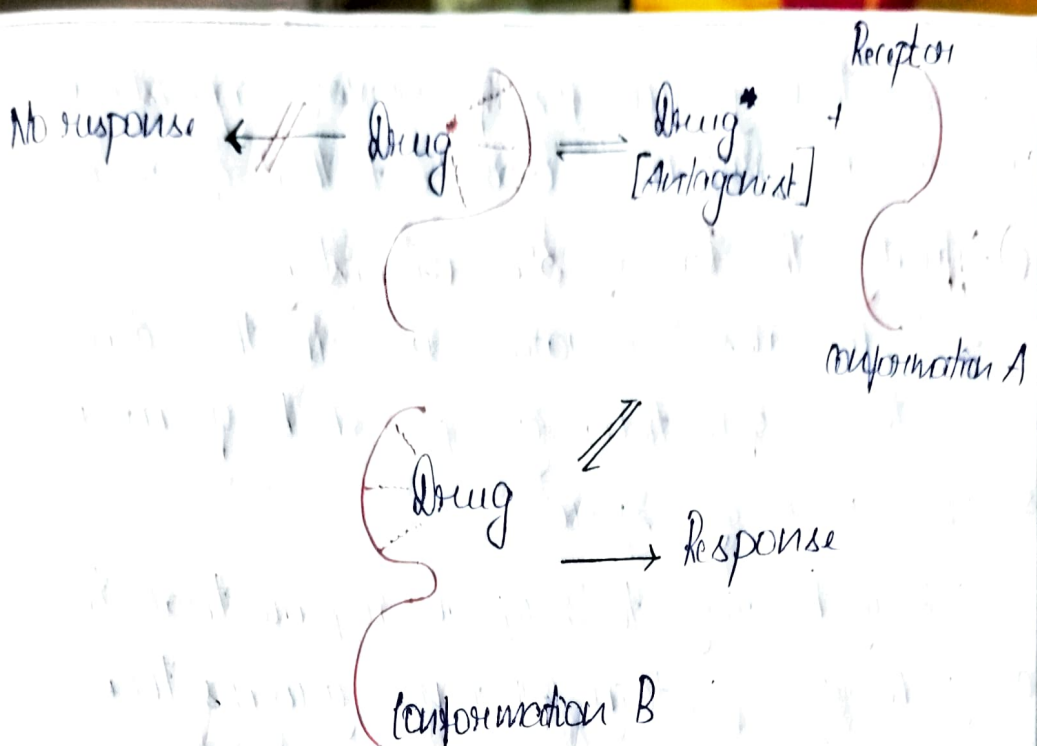 Receptor
No response
Drug*
Drug*
+
[Antagonist]
conformation A
Drug
Response
Conformation B